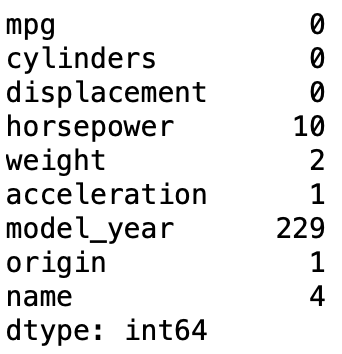 mpg 0
cylinders 0
displacement 0
horsepower 10
weight 2
acceleration 1
model_year 229
origin 1
name 4
dtype: int64